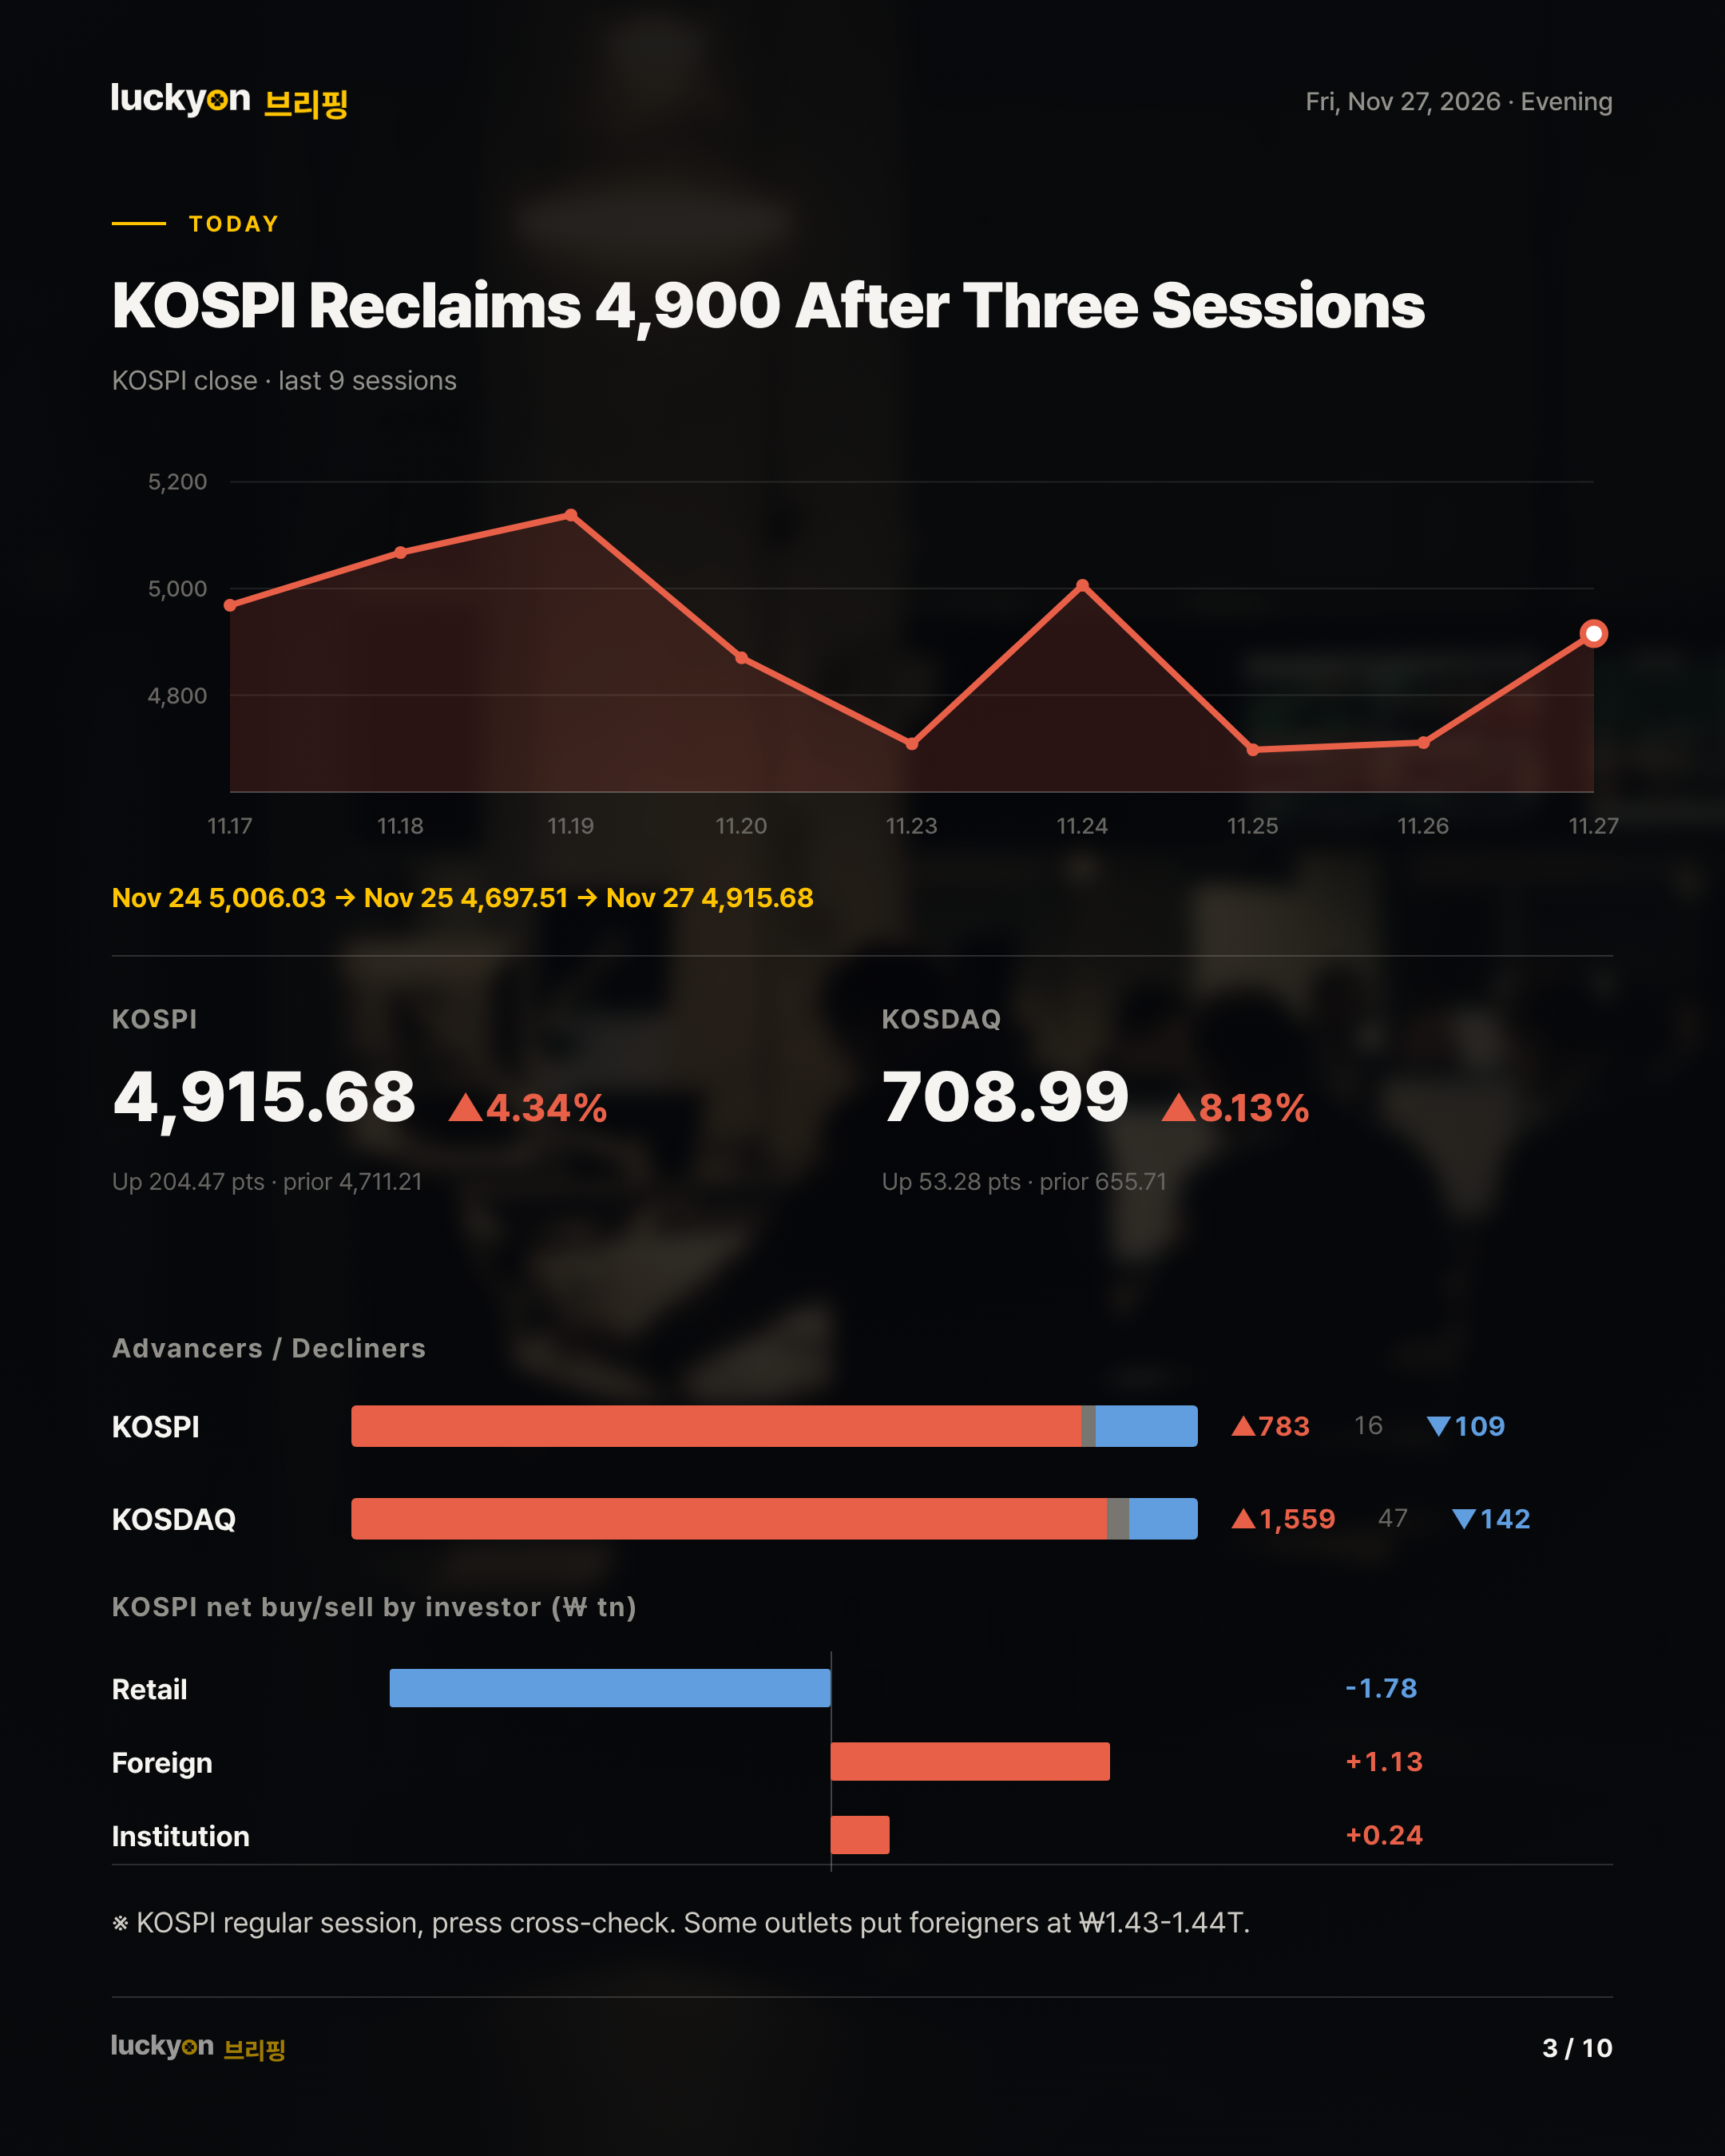 luckyon 브리핑
Fri, Nov 27, 2026 · Evening
TODAY
KOSPI Reclaims 4,900 After Three Sessions
KOSPI close · last 9 sessions
5,200
5,000
4,800
11.17 11.18 11.19 11.20 11.23 11.24 11.25 11.26 11.27
Nov 24 5,006.03 → Nov 25 4,697.51 → Nov 27 4,915.68
KOSPI
4,915.68 ▲4.34%
Up 204.47 pts · prior 4,711.21
KOSDAQ
708.99 ▲8.13%
Up 53.28 pts · prior 655.71
Advancers / Decliners
KOSPI ▲783 16 ▼109
KOSDAQ ▲1,559 47 ▼142
KOSPI net buy/sell by investor (₩ tn)
Retail -1.78
Foreign +1.13
Institution +0.24
※ KOSPI regular session, press cross-check. Some outlets put foreigners at ₩1.43-1.44T.
luckyon 브리핑
3 / 10